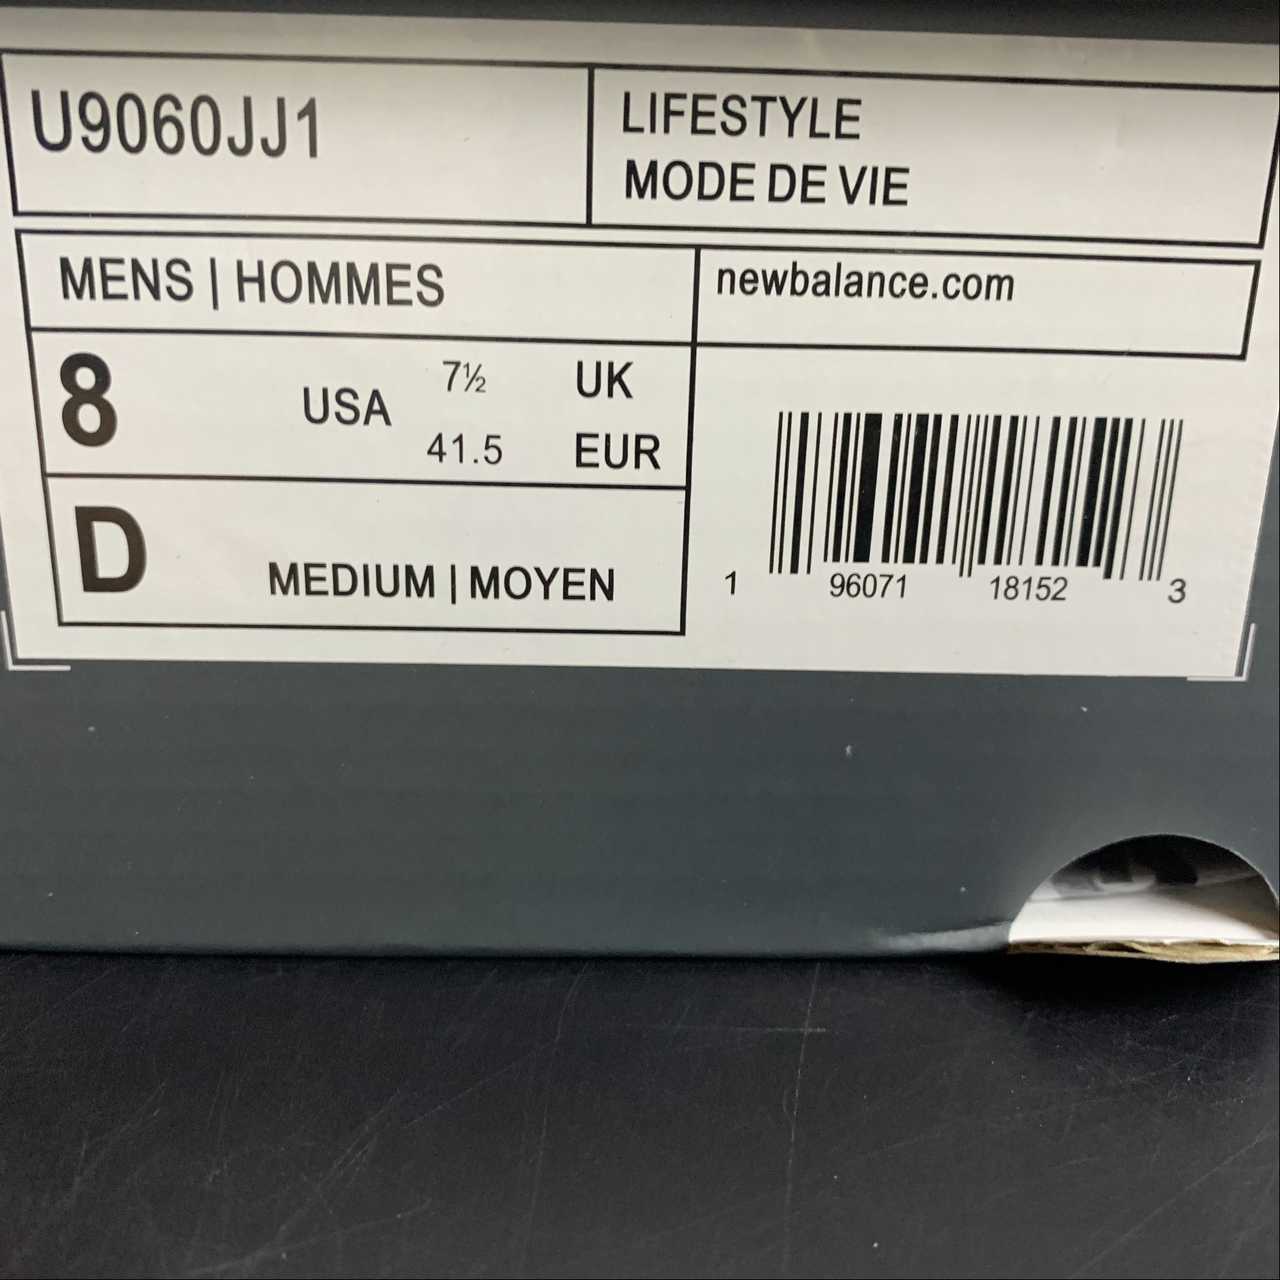 U9060JJ1
LIFESTYLE
MODE DE VIE
MENS | HOMMES
newbalance.com
8 USA 7½ UK
41.5 EUR
D MEDIUM | MOYEN
1 96071 18152 3